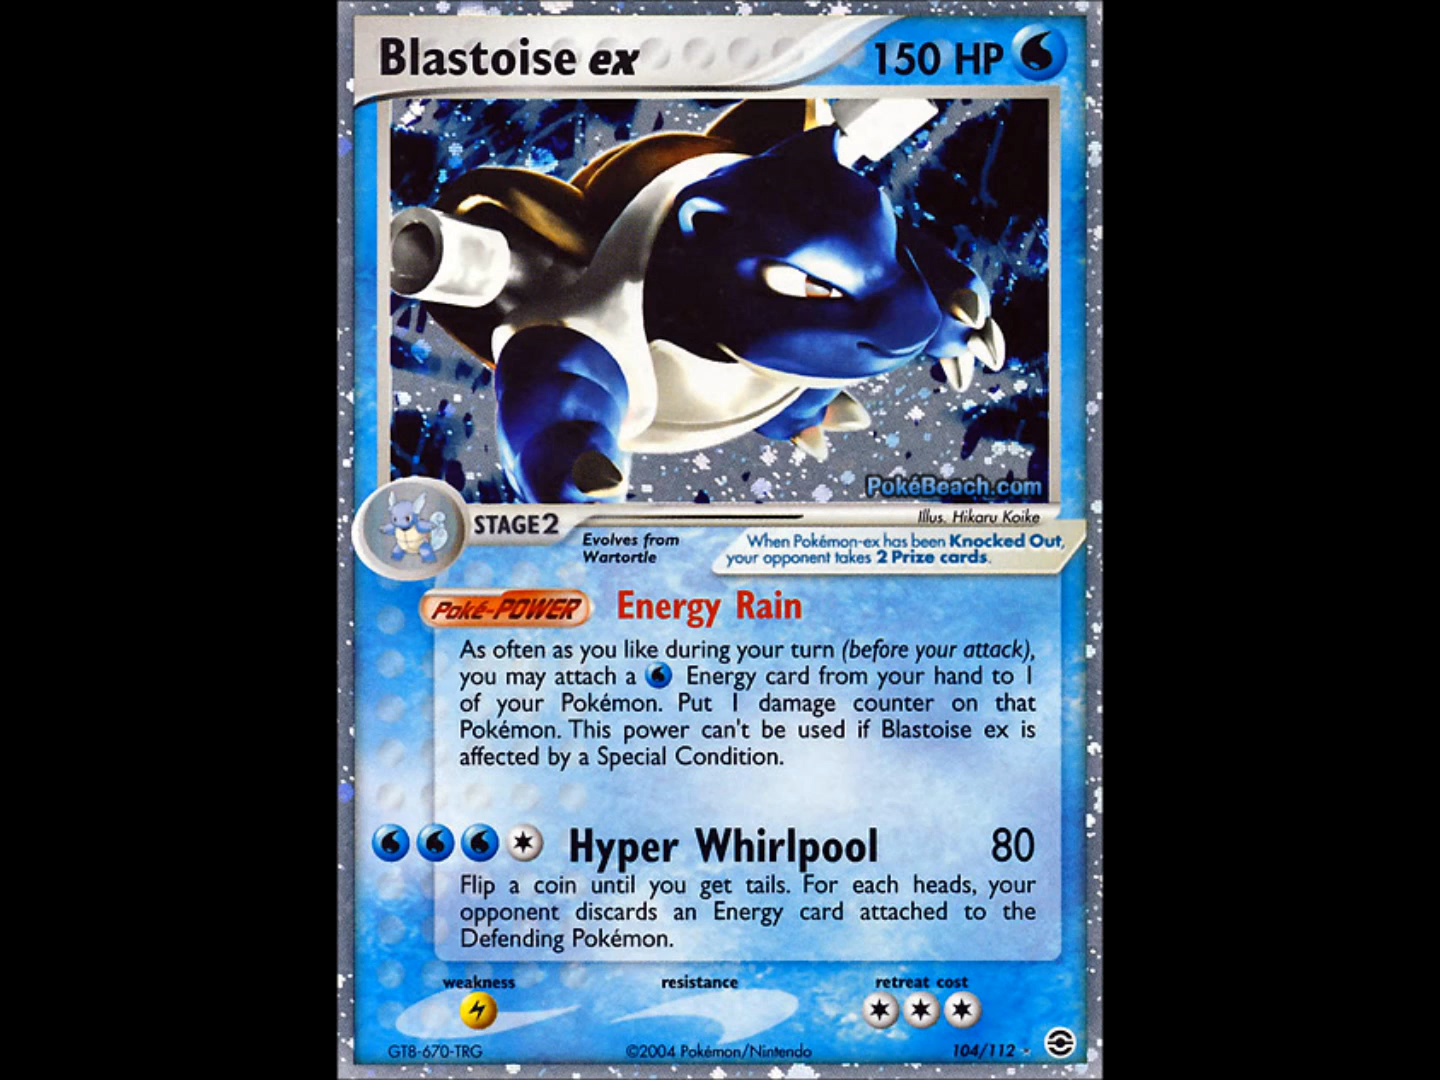 Blastoise ex
150 HP
PokéBeach.com
Illus. Hikaru Koike
STAGE2
Evolves from
Wartortle
When Pokémon-ex has been Knocked Out,
your opponent takes 2 Prize cards.
Poké-POWER Energy Rain
As often as you like during your turn (before your attack),
you may attach a Energy card from your hand to 1
of your Pokémon. Put 1 damage counter on that
Pokémon. This power can't be used if Blastoise ex is
affected by a Special Condition.
Hyper Whirlpool 80
Flip a coin until you get tails. For each heads, your
opponent discards an Energy card attached to the
Defending Pokémon.
weakness resistance retreat cost
GT8-670-TRG ©2004 Pokémon/Nintendo 104/112